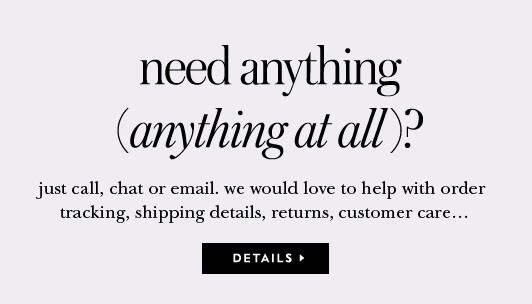 need anything
(anything at all)?
just call, chat or email. we would love to help with order
tracking, shipping details, returns, customer care...
DETAILS